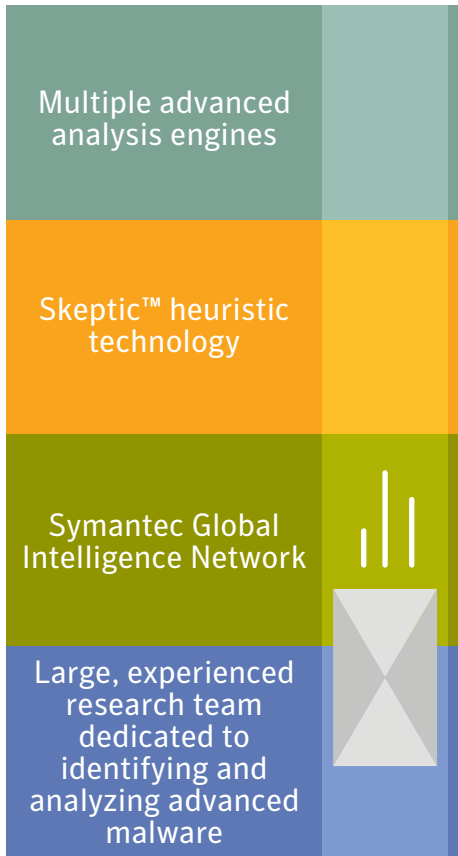 Multiple advanced
analysis engines
Skeptic™ heuristic
technology
Symantec Global
Intelligence Network
Large, experienced
research team
dedicated to
identifying and
analyzing advanced
malware